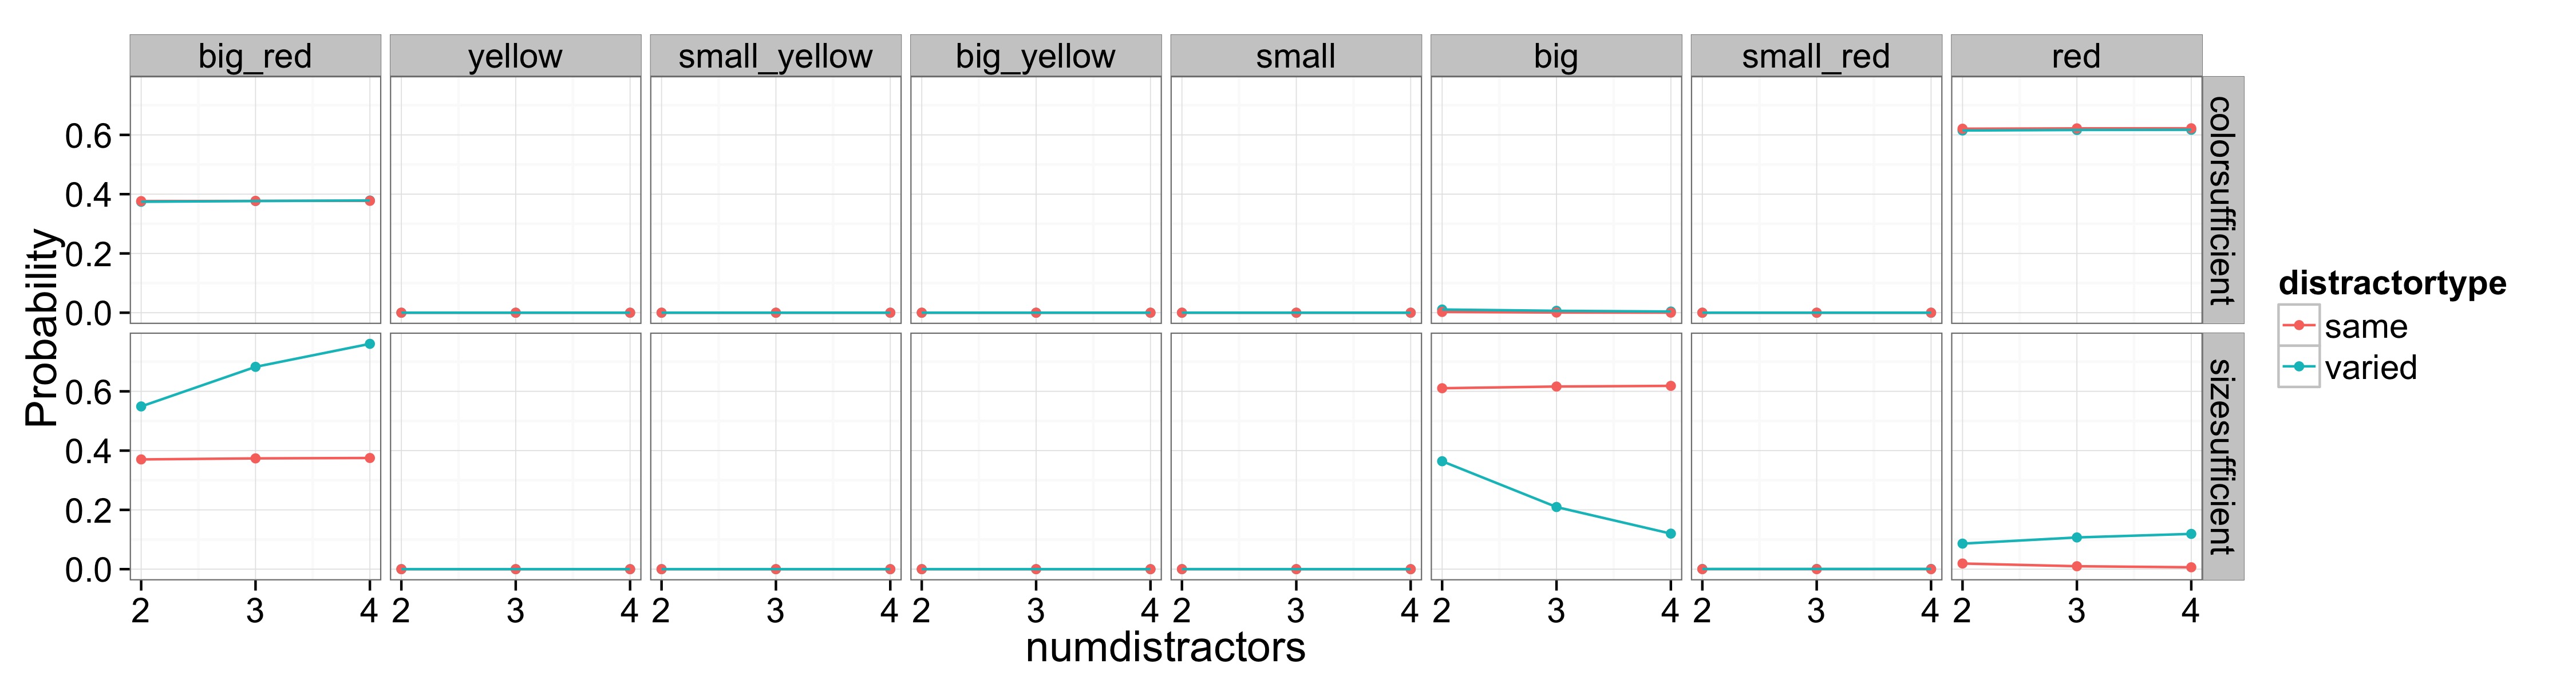 big_red yellow small_yellow big_yellow small big small_red red
Probability
0.6
0.4
0.2
0.0
colorsufficient
0.6
0.4
0.2
0.0
sizesufficient
2 3 4 2 3 4 2 3 4 2 3 4 2 3 4 2 3 4 2 3 4 2 3 4
numdistractors
distractortype
same
varied